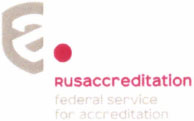 Rusaccreditation
federal service
for accreditation